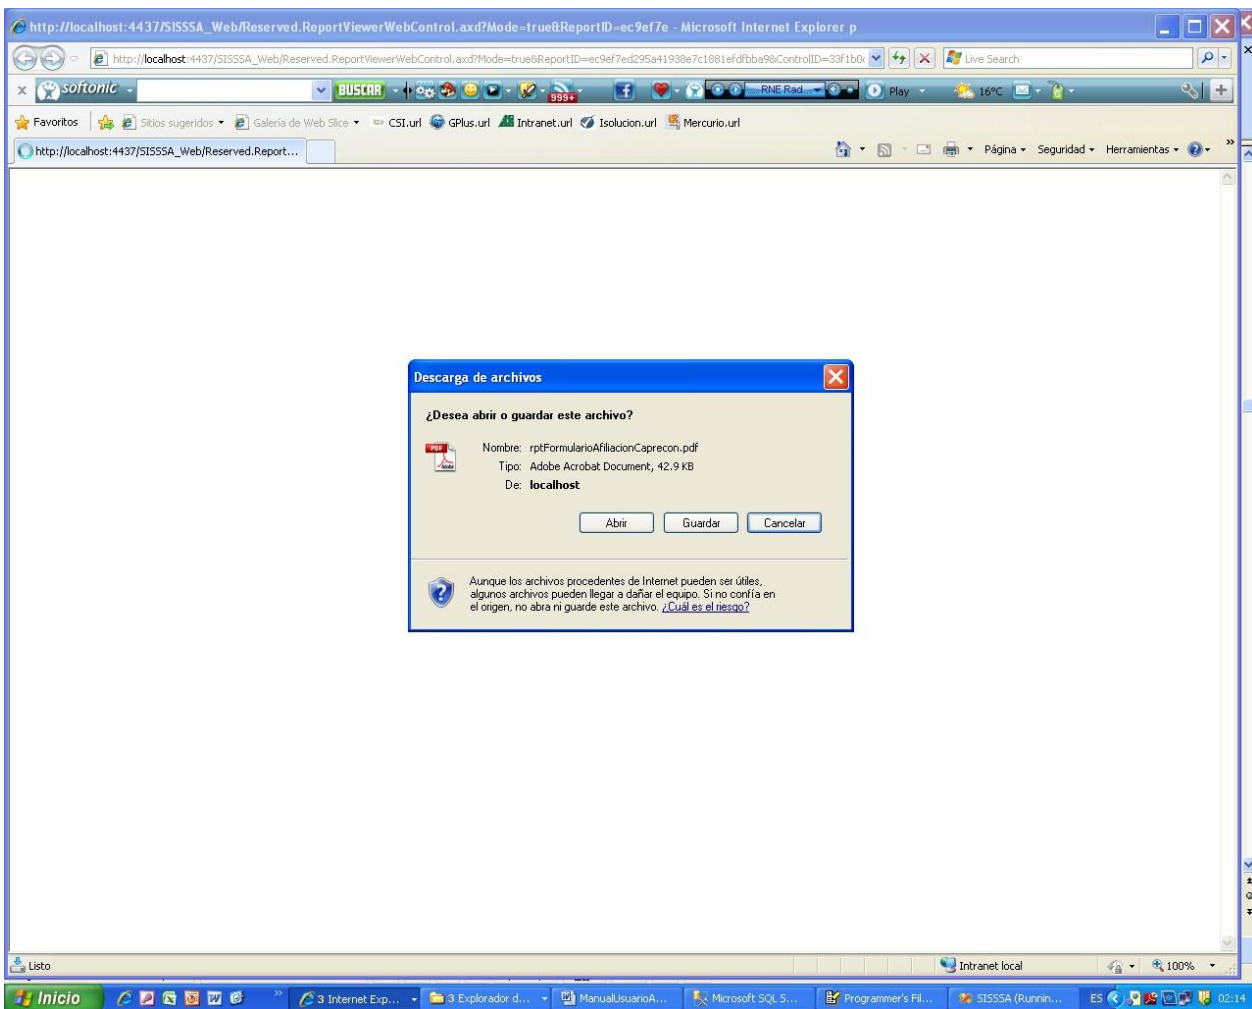 http://localhost:4437/SISSSA_Web/Reserved.ReportViewerWebControl.axd?Mode=true&ReportID=ec9ef7e - Microsoft Internet Explorer p
http://localhost:4437/SISSSA_Web/Reserved.ReportViewerWebControl.axd?Mode=true&ReportID=ec9ef7ed295a41938e7c1881efdfbba98&ControlID=33f1b0 Live Search
x softonic BUSCAR 999+ RNE Rad... Play 16°C
Favoritos Sitios sugeridos Galería de Web Slice CSI.url GPlus.url Intranet.url Isolucion.url Mercurio.url
http://localhost:4437/SISSSA_Web/Reserved.Report... Página Seguridad Herramientas »
Descarga de archivos
¿Desea abrir o guardar este archivo?
PDF Nombre: rptFormularioAfiliacionCaprecon.pdf
Adobe Tipo: Adobe Acrobat Document, 42.9 KB
De: localhost
Abrir Guardar Cancelar
Aunque los archivos procedentes de Internet pueden ser útiles,
algunos archivos pueden llegar a dañar el equipo. Si no confía en
el origen, no abra ni guarde este archivo. ¿Cuál es el riesgo?
Listo Intranet local 100%
Inicio » 3 Internet Exp... 3 Explorador d... ManualUsuarioA... Microsoft SQL S... Programmer's Fil... SISSSA (Runnin... ES 02:14